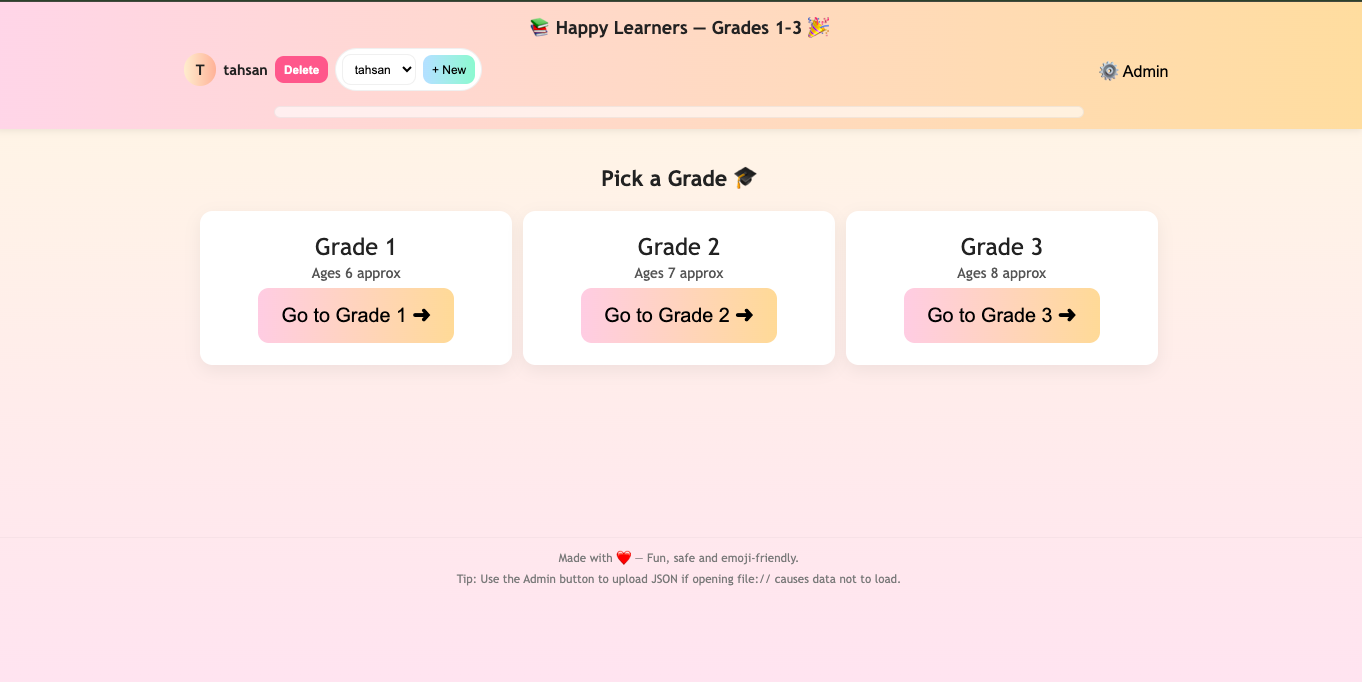 📚 Happy Learners — Grades 1–3 🎉
T tahsan Delete tahsan + New ⚙️ Admin
Pick a Grade 🎓
Grade 1
Ages 6 approx
Go to Grade 1 ➜
Grade 2
Ages 7 approx
Go to Grade 2 ➜
Grade 3
Ages 8 approx
Go to Grade 3 ➜
Made with ❤️ — Fun, safe and emoji-friendly.
Tip: Use the Admin button to upload JSON if opening file:// causes data not to load.